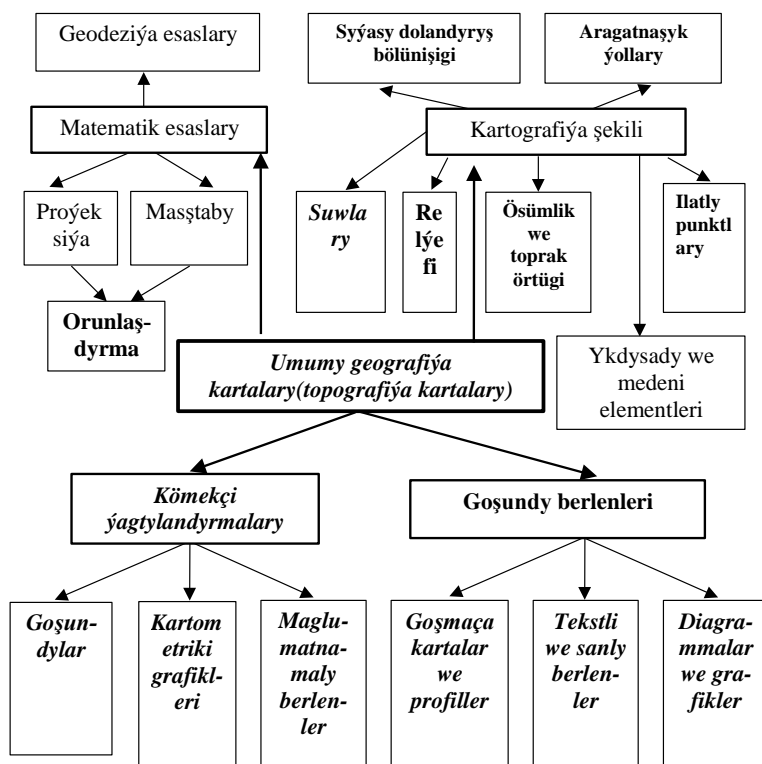 Geodeziýa esaslary
Syýasy dolandyryş
bölünişigi
Aragatnaşyk
ýollary
Matematik esaslary
Kartografiýa şekili
Proýek
siýa
Masştaby
Suwla
ry
Re
lýe
fi
Ösümlik
we
toprak
örtügi
Ilatly
punktl
ary
Orunlaş-
dyrma
Umumy geografiýa
kartalary(topografiýa kartalary)
Ykdysady we
medeni
elementleri
Kömekçi
ýagtylandyrmalary
Goşundy berlenleri
Goşun-
dylar
Kartom
etriki
grafikl-
eri
Maglu-
matna-
maly
berlen-
ler
Goşmaça
kartalar
we
profiller
Tekstli
we sanly
berlen-
ler
Diagra-
mmalar
we gra-
fikler